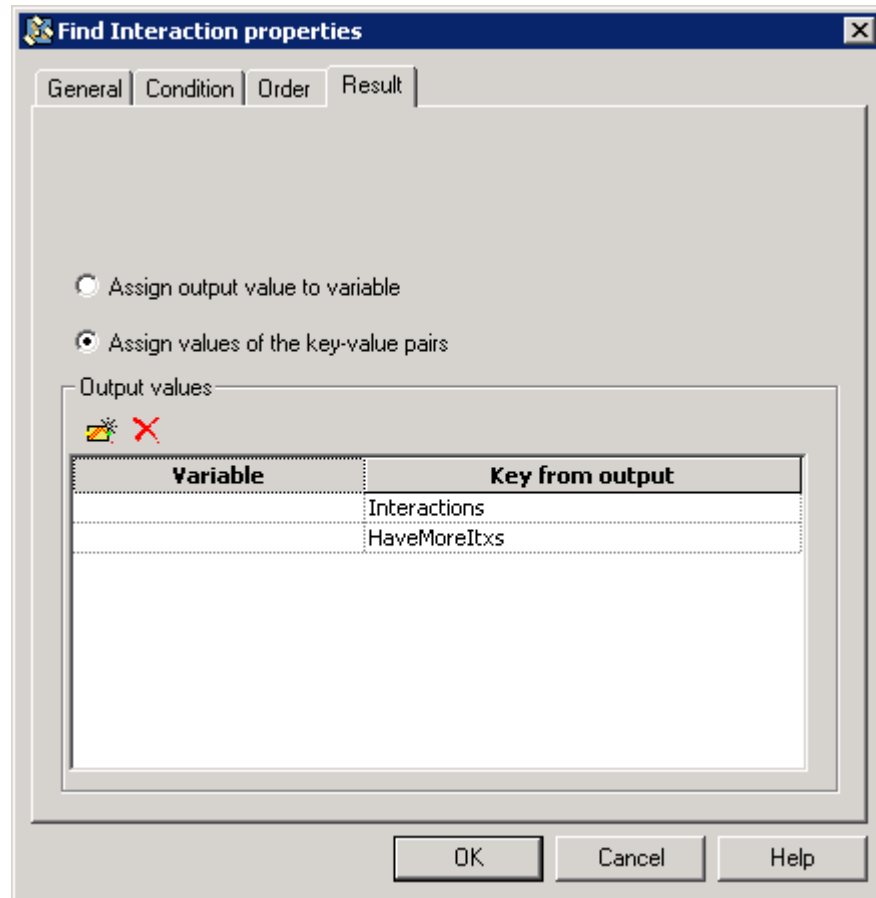 Find Interaction properties
General Condition Order Result
Assign output value to variable
Assign values of the key-value pairs
Output values
Variable Key from output
Interactions
HaveMoreItxs
OK Cancel Help